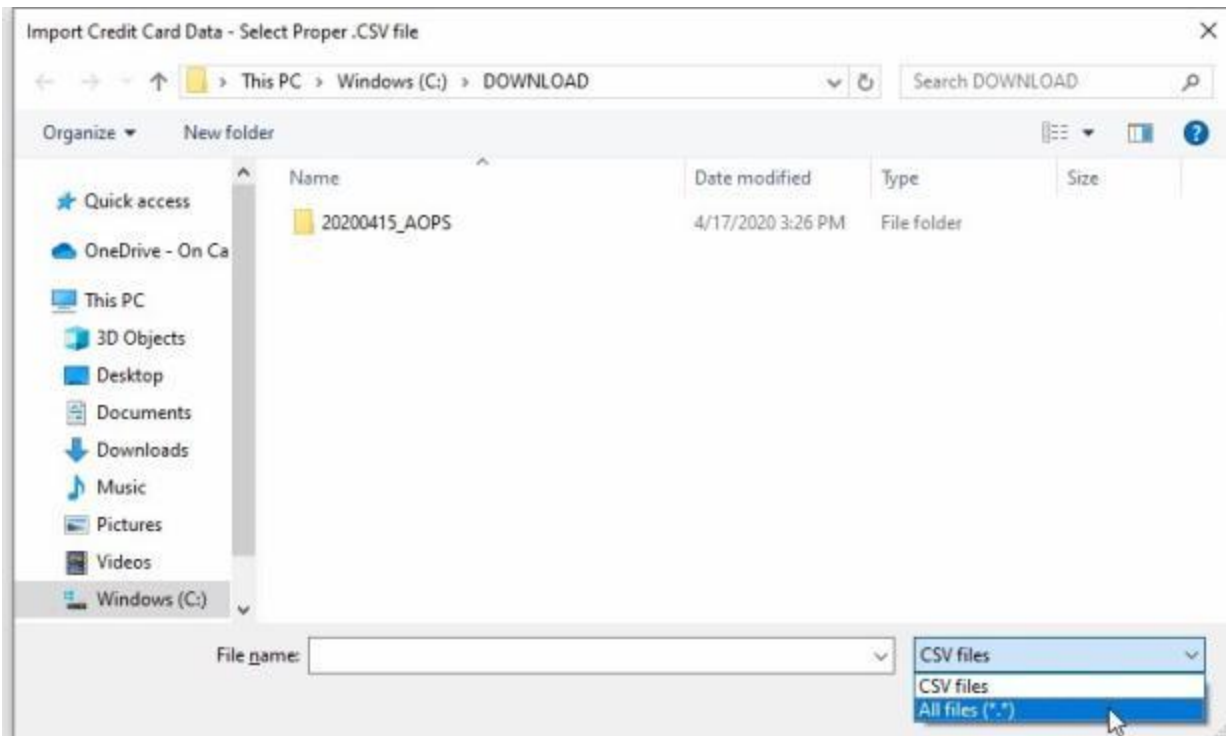 Import Credit Card Data - Select Proper .CSV file
This PC > Windows (C:) > DOWNLOAD
Search DOWNLOAD
Organize
New folder
Name
Date modified
Type
Size
20200415_AOPS
4/17/2020 3:26 PM
File folder
Quick access
OneDrive - On Ca
This PC
3D Objects
Desktop
Documents
Downloads
Music
Pictures
Videos
Windows (C:)
File name:
CSV files
CSV files
All files (*.*)